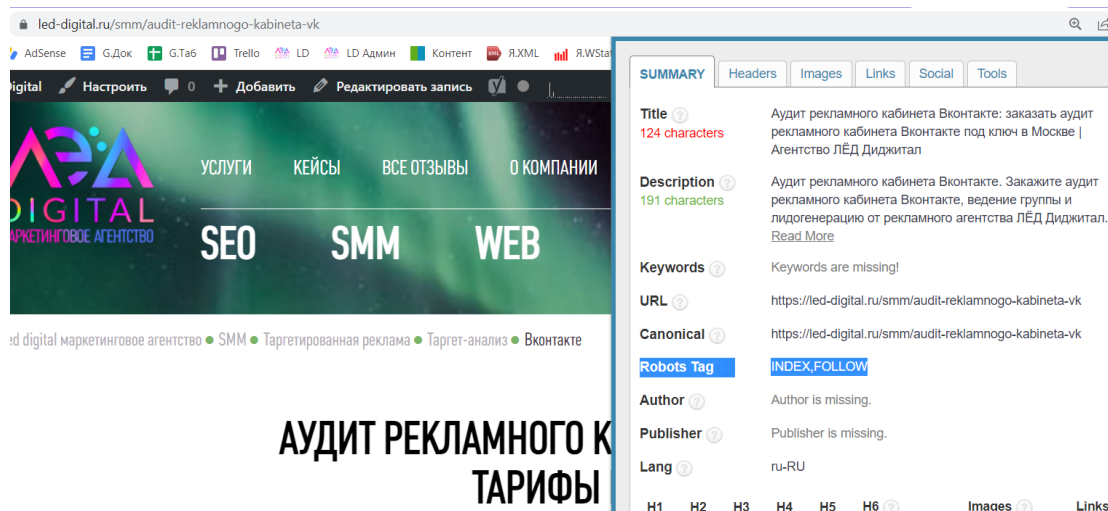 led-digital.ru/smm/audit-reklamnogo-kabineta-vk
AdSense G.Док G.Таб Trello LD LD Админ Контент Я.XML Я.WStat
igital Настроить 0 Добавить Редактировать запись
ЛЁД
DIGITAL
МАРКЕТИНГОВОЕ АГЕНТСТВО
УСЛУГИ КЕЙСЫ ВСЕ ОТЗЫВЫ О КОМПАНИИ
SEO SMM WEB
ed digital маркетинговое агентство SMM Таргетированная реклама Таргет-анализ Вконтакте
АУДИТ РЕКЛАМНОГО К
ТАРИФЫ
SUMMARY Headers Images Links Social Tools
Title ? Аудит рекламного кабинета Вконтакте: заказать аудит
124 characters рекламного кабинета Вконтакте под ключ в Москве |
Агентство ЛЁД Диджитал
Description ? Аудит рекламного кабинета Вконтакте. Закажите аудит
191 characters рекламного кабинета Вконтакте, ведение группы и
лидогенерацию от рекламного агентства ЛЁД Диджитал.
Read More
Keywords ? Keywords are missing!
URL ? https://led-digital.ru/smm/audit-reklamnogo-kabineta-vk
Canonical ? https://led-digital.ru/smm/audit-reklamnogo-kabineta-vk
Robots Tag INDEX,FOLLOW
Author ? Author is missing.
Publisher ? Publisher is missing.
Lang ? ru-RU
H1 H2 H3 H4 H5 H6 ? Images ? Links